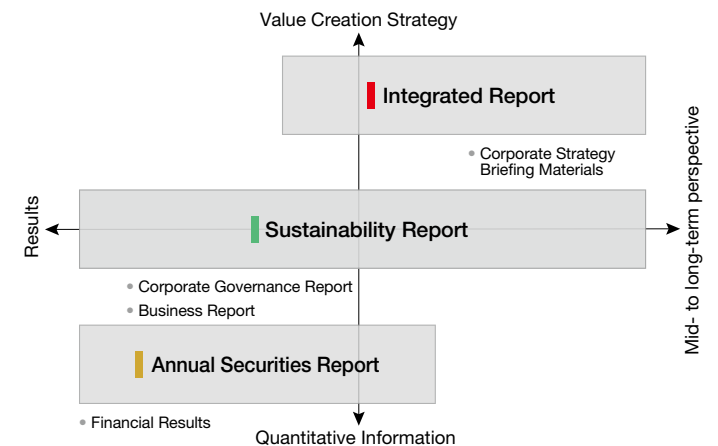 Value Creation Strategy
Integrated Report
• Corporate Strategy
Briefing Materials
Mid- to long-term perspective
Results
Sustainability Report
• Corporate Governance Report
• Business Report
Annual Securities Report
• Financial Results
Quantitative Information